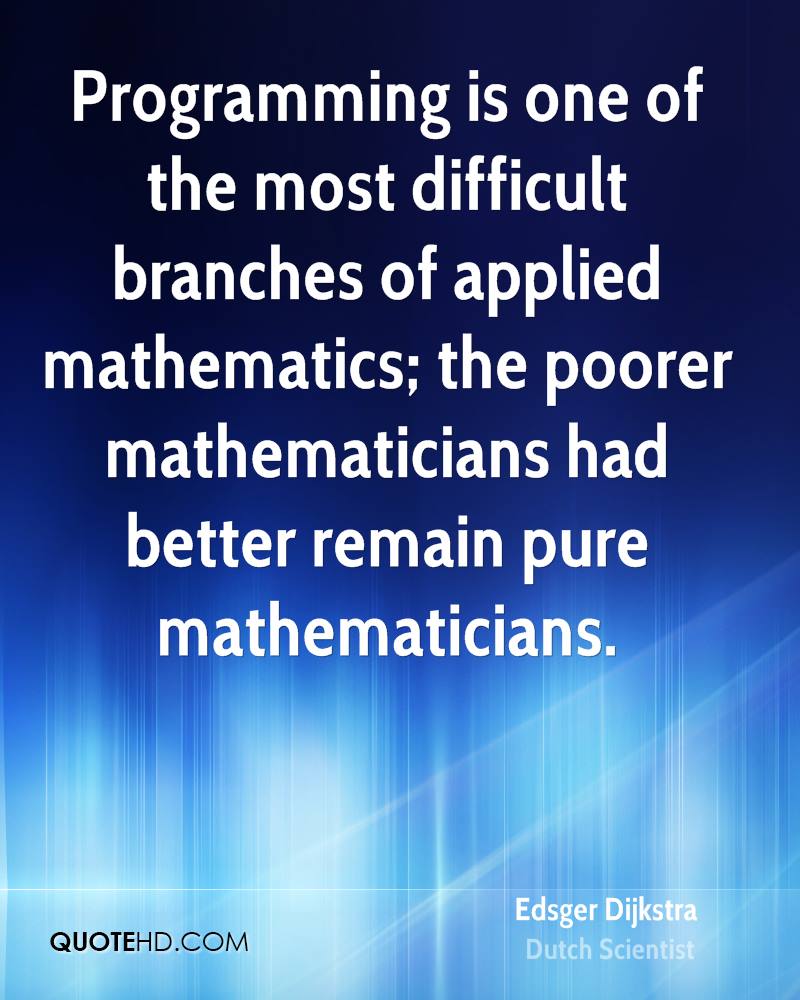 Programming is one of
the most difficult
branches of applied
mathematics; the poorer
mathematicians had
better remain pure
mathematicians.
Edsger Dijkstra
Dutch Scientist
QUOTEHD.COM